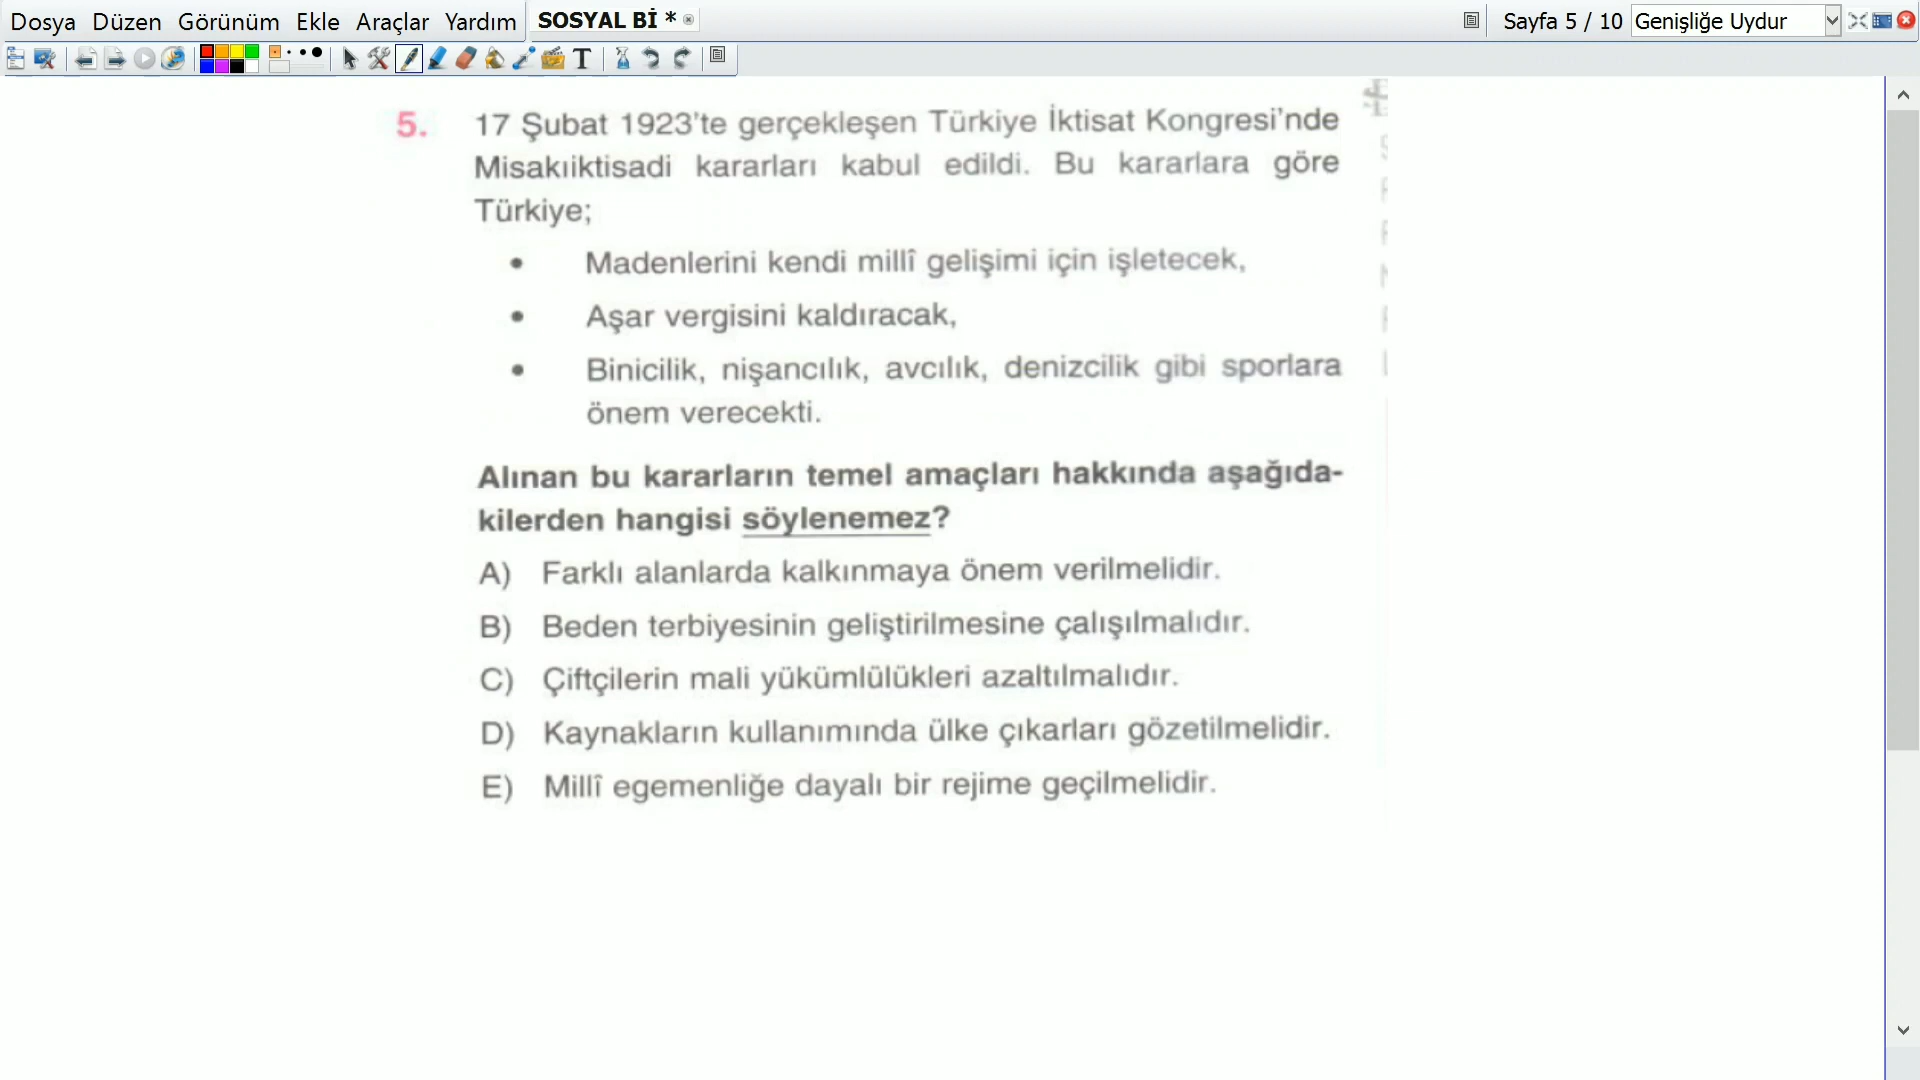 Dosya Düzen Görünüm Ekle Araçlar Yardım SOSYAL Bİ * Sayfa 5 / 10 Genişliğe Uydur
5. 17 Şubat 1923'te gerçekleşen Türkiye İktisat Kongresi'nde
Misakıiktisadi kararları kabul edildi. Bu kararlara göre
Türkiye;
• Madenlerini kendi millî gelişimi için işletecek,
• Aşar vergisini kaldıracak,
• Binicilik, nişancılık, avcılık, denizcilik gibi sporlara
önem verecekti.
Alınan bu kararların temel amaçları hakkında aşağıda-
kilerden hangisi söylenemez?
A) Farklı alanlarda kalkınmaya önem verilmelidir.
B) Beden terbiyesinin geliştirilmesine çalışılmalıdır.
C) Çiftçilerin mali yükümlülükleri azaltılmalıdır.
D) Kaynakların kullanımında ülke çıkarları gözetilmelidir.
E) Millî egemenliğe dayalı bir rejime geçilmelidir.